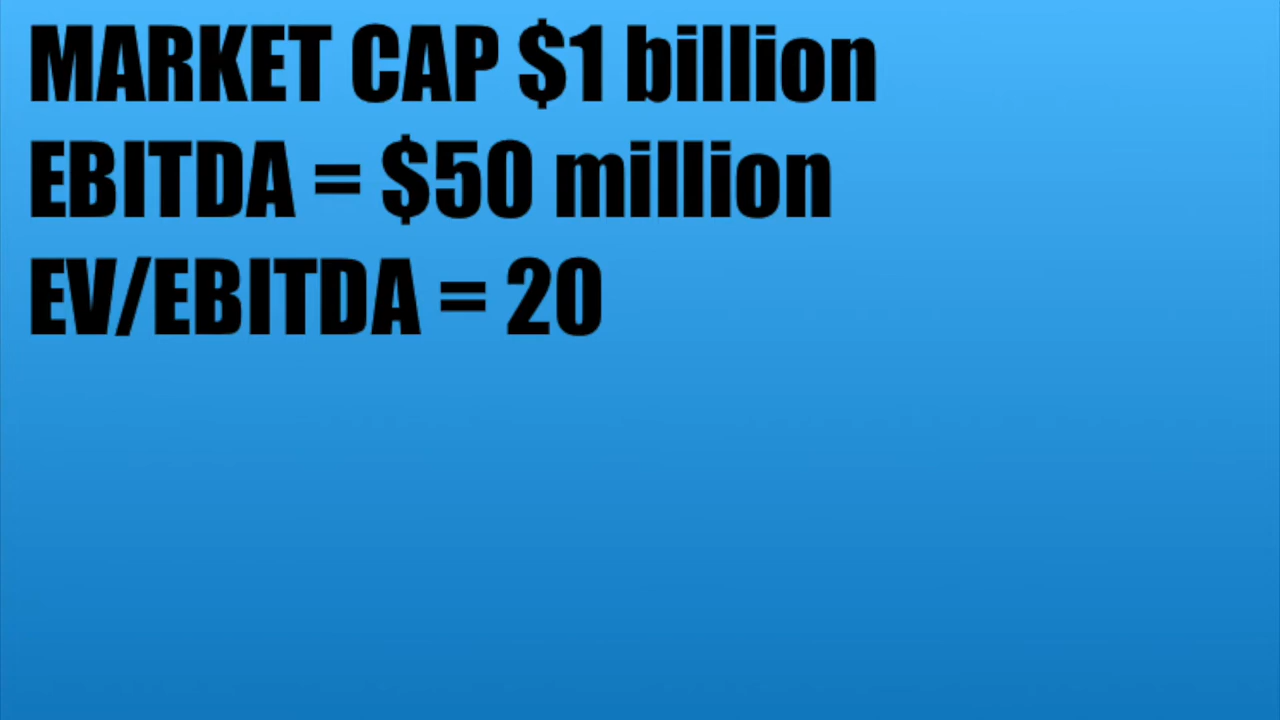 MARKET CAP $1 billion
EBITDA = $50 million
EV/EBITDA = 20